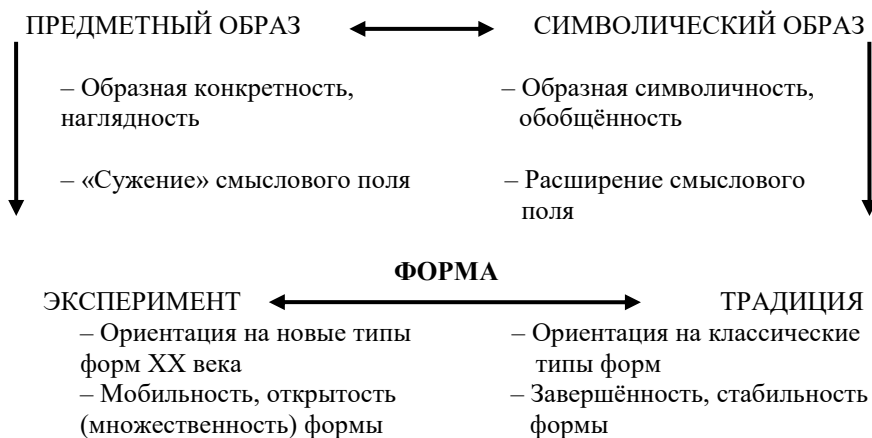 ПРЕДМЕТНЫЙ ОБРАЗ СИМВОЛИЧЕСКИЙ ОБРАЗ
– Образная конкретность,
наглядность
– Образная символичность,
обобщённость
– «Сужение» смыслового поля
– Расширение смыслового
поля
ФОРМА
ЭКСПЕРИМЕНТ ТРАДИЦИЯ
– Ориентация на новые типы
форм XX века
– Мобильность, открытость
(множественность) формы
– Ориентация на классические
типы форм
– Завершённость, стабильность
формы